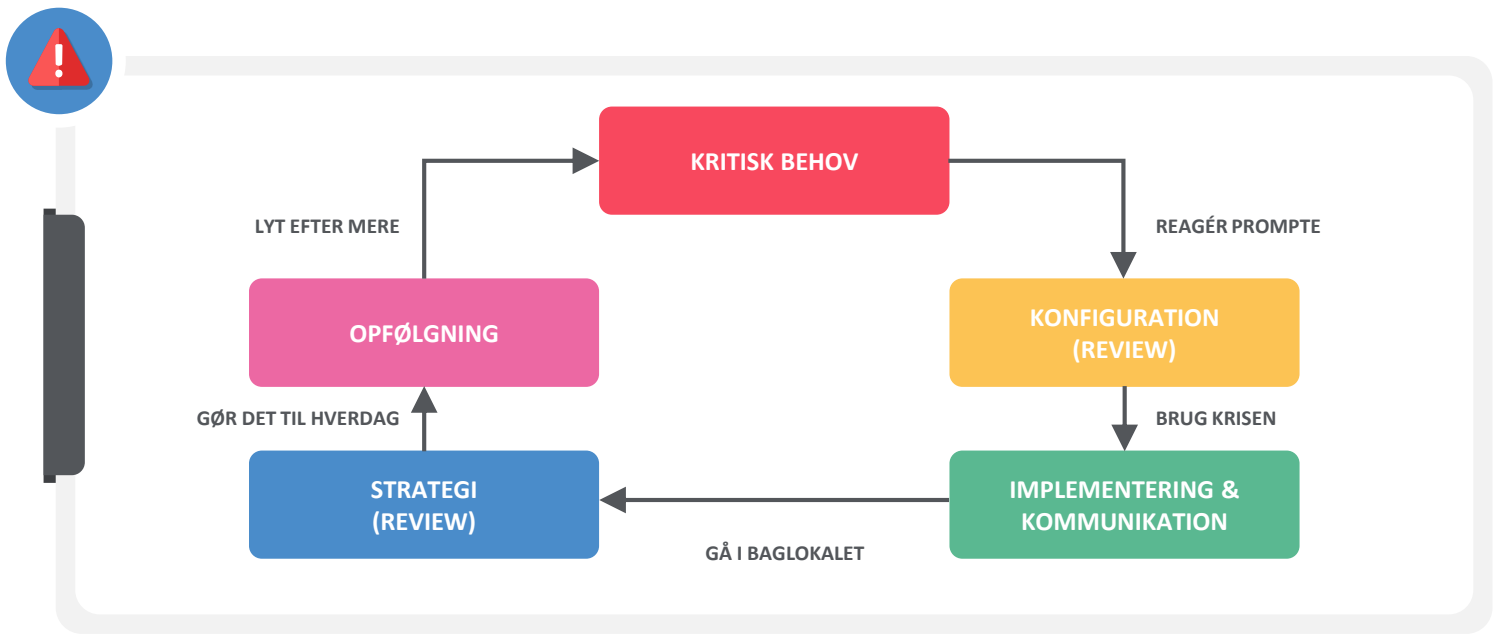 KRITISK BEHOV
LYT EFTER MERE
REAGÉR PROMPTE
OPFØLGNING
KONFIGURATION
(REVIEW)
GØR DET TIL HVERDAG
BRUG KRISEN
STRATEGI
(REVIEW)
IMPLEMENTERING &
KOMMUNIKATION
GÅ I BAGLOKALET